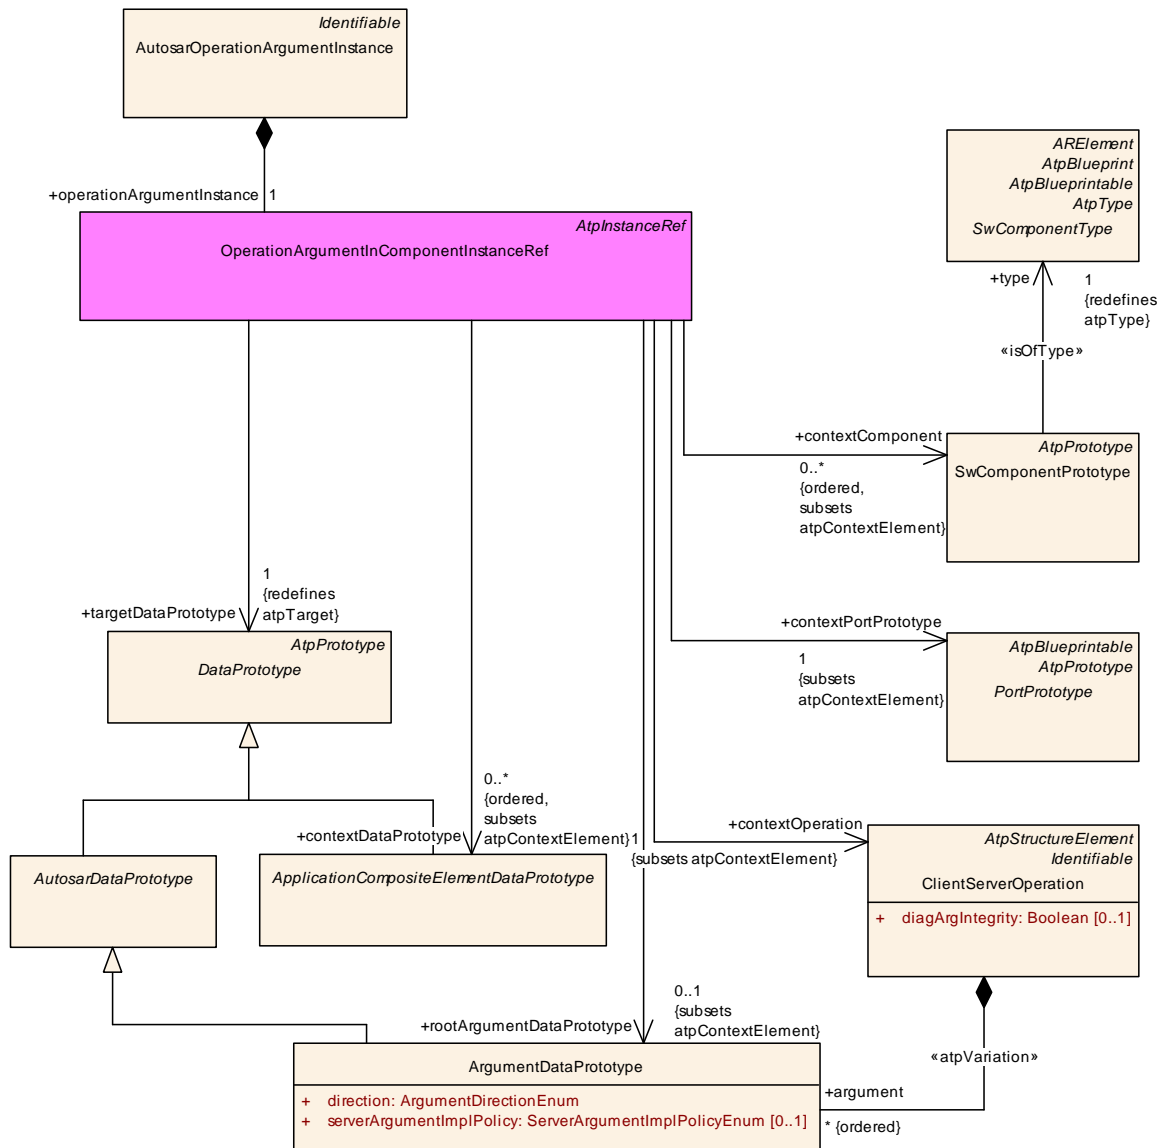 Identifiable
AutosarOperationArgumentInstance
+operationArgumentInstance 1
AtpInstanceRef
OperationArgumentInComponentInstanceRef
ARElement
AtpBlueprint
AtpBlueprintable
AtpType
SwComponentType
+type
1
{redefines
atpType}
«isOfType»
+contextComponent
0..*
{ordered,
subsets
atpContextElement}
AtpPrototype
SwComponentPrototype
1
{redefines
atpTarget}
+targetDataPrototype
AtpPrototype
DataPrototype
+contextPortPrototype
1
{subsets
atpContextElement}
AtpBlueprintable
AtpPrototype
PortPrototype
0..*
{ordered,
subsets
atpContextElement}
+contextDataPrototype
+contextOperation
1
{subsets atpContextElement}
AtpStructureElement
Identifiable
ClientServerOperation
+ diagArgIntegrity: Boolean [0..1]
AutosarDataPrototype
ApplicationCompositeElementDataPrototype
0..1
{subsets
atpContextElement}
+rootArgumentDataPrototype
ArgumentDataPrototype
+ direction: ArgumentDirectionEnum
+ serverArgumentImplPolicy: ServerArgumentImplPolicyEnum [0..1]
«atpVariation»
+argument
* {ordered}